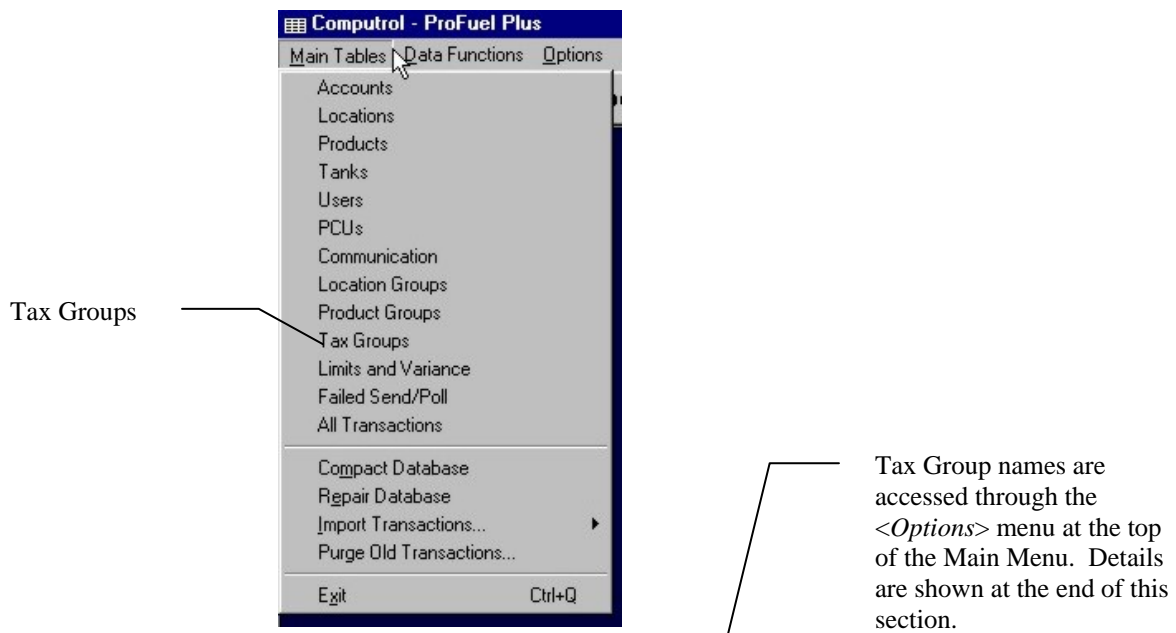 Computrol - ProFuel Plus
Main Tables Data Functions Options
Accounts
Locations
Products
Tanks
Users
PCUs
Communication
Location Groups
Product Groups
Tax Groups
Limits and Variance
Failed Send/Poll
All Transactions
Compact Database
Repair Database
Import Transactions...
Purge Old Transactions...
Exit Ctrl+Q
Tax Groups
Tax Group names are
accessed through the
<Options> menu at the top
of the Main Menu. Details
are shown at the end of this
section.